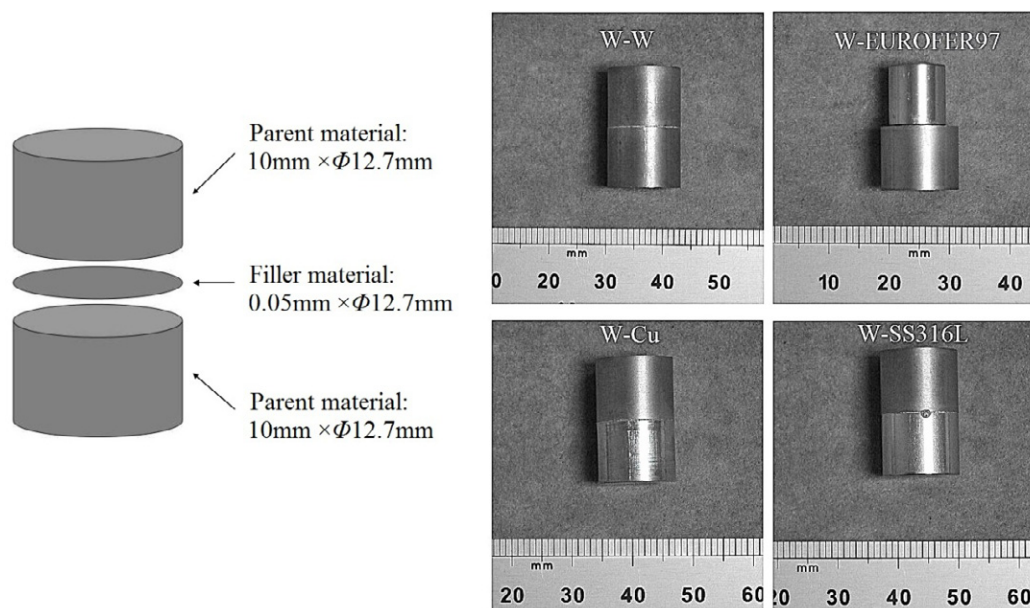 Parent material:
10mm ×Φ12.7mm
Filler material:
0.05mm ×Φ12.7mm
Parent material:
10mm ×Φ12.7mm
W-W
mm
0 20 30 40 50
W-EUROFER97
mm
10 20 30 40
W-Cu
mm
20 30 40 50
W-SS316L
mm
20 30 40 50 60